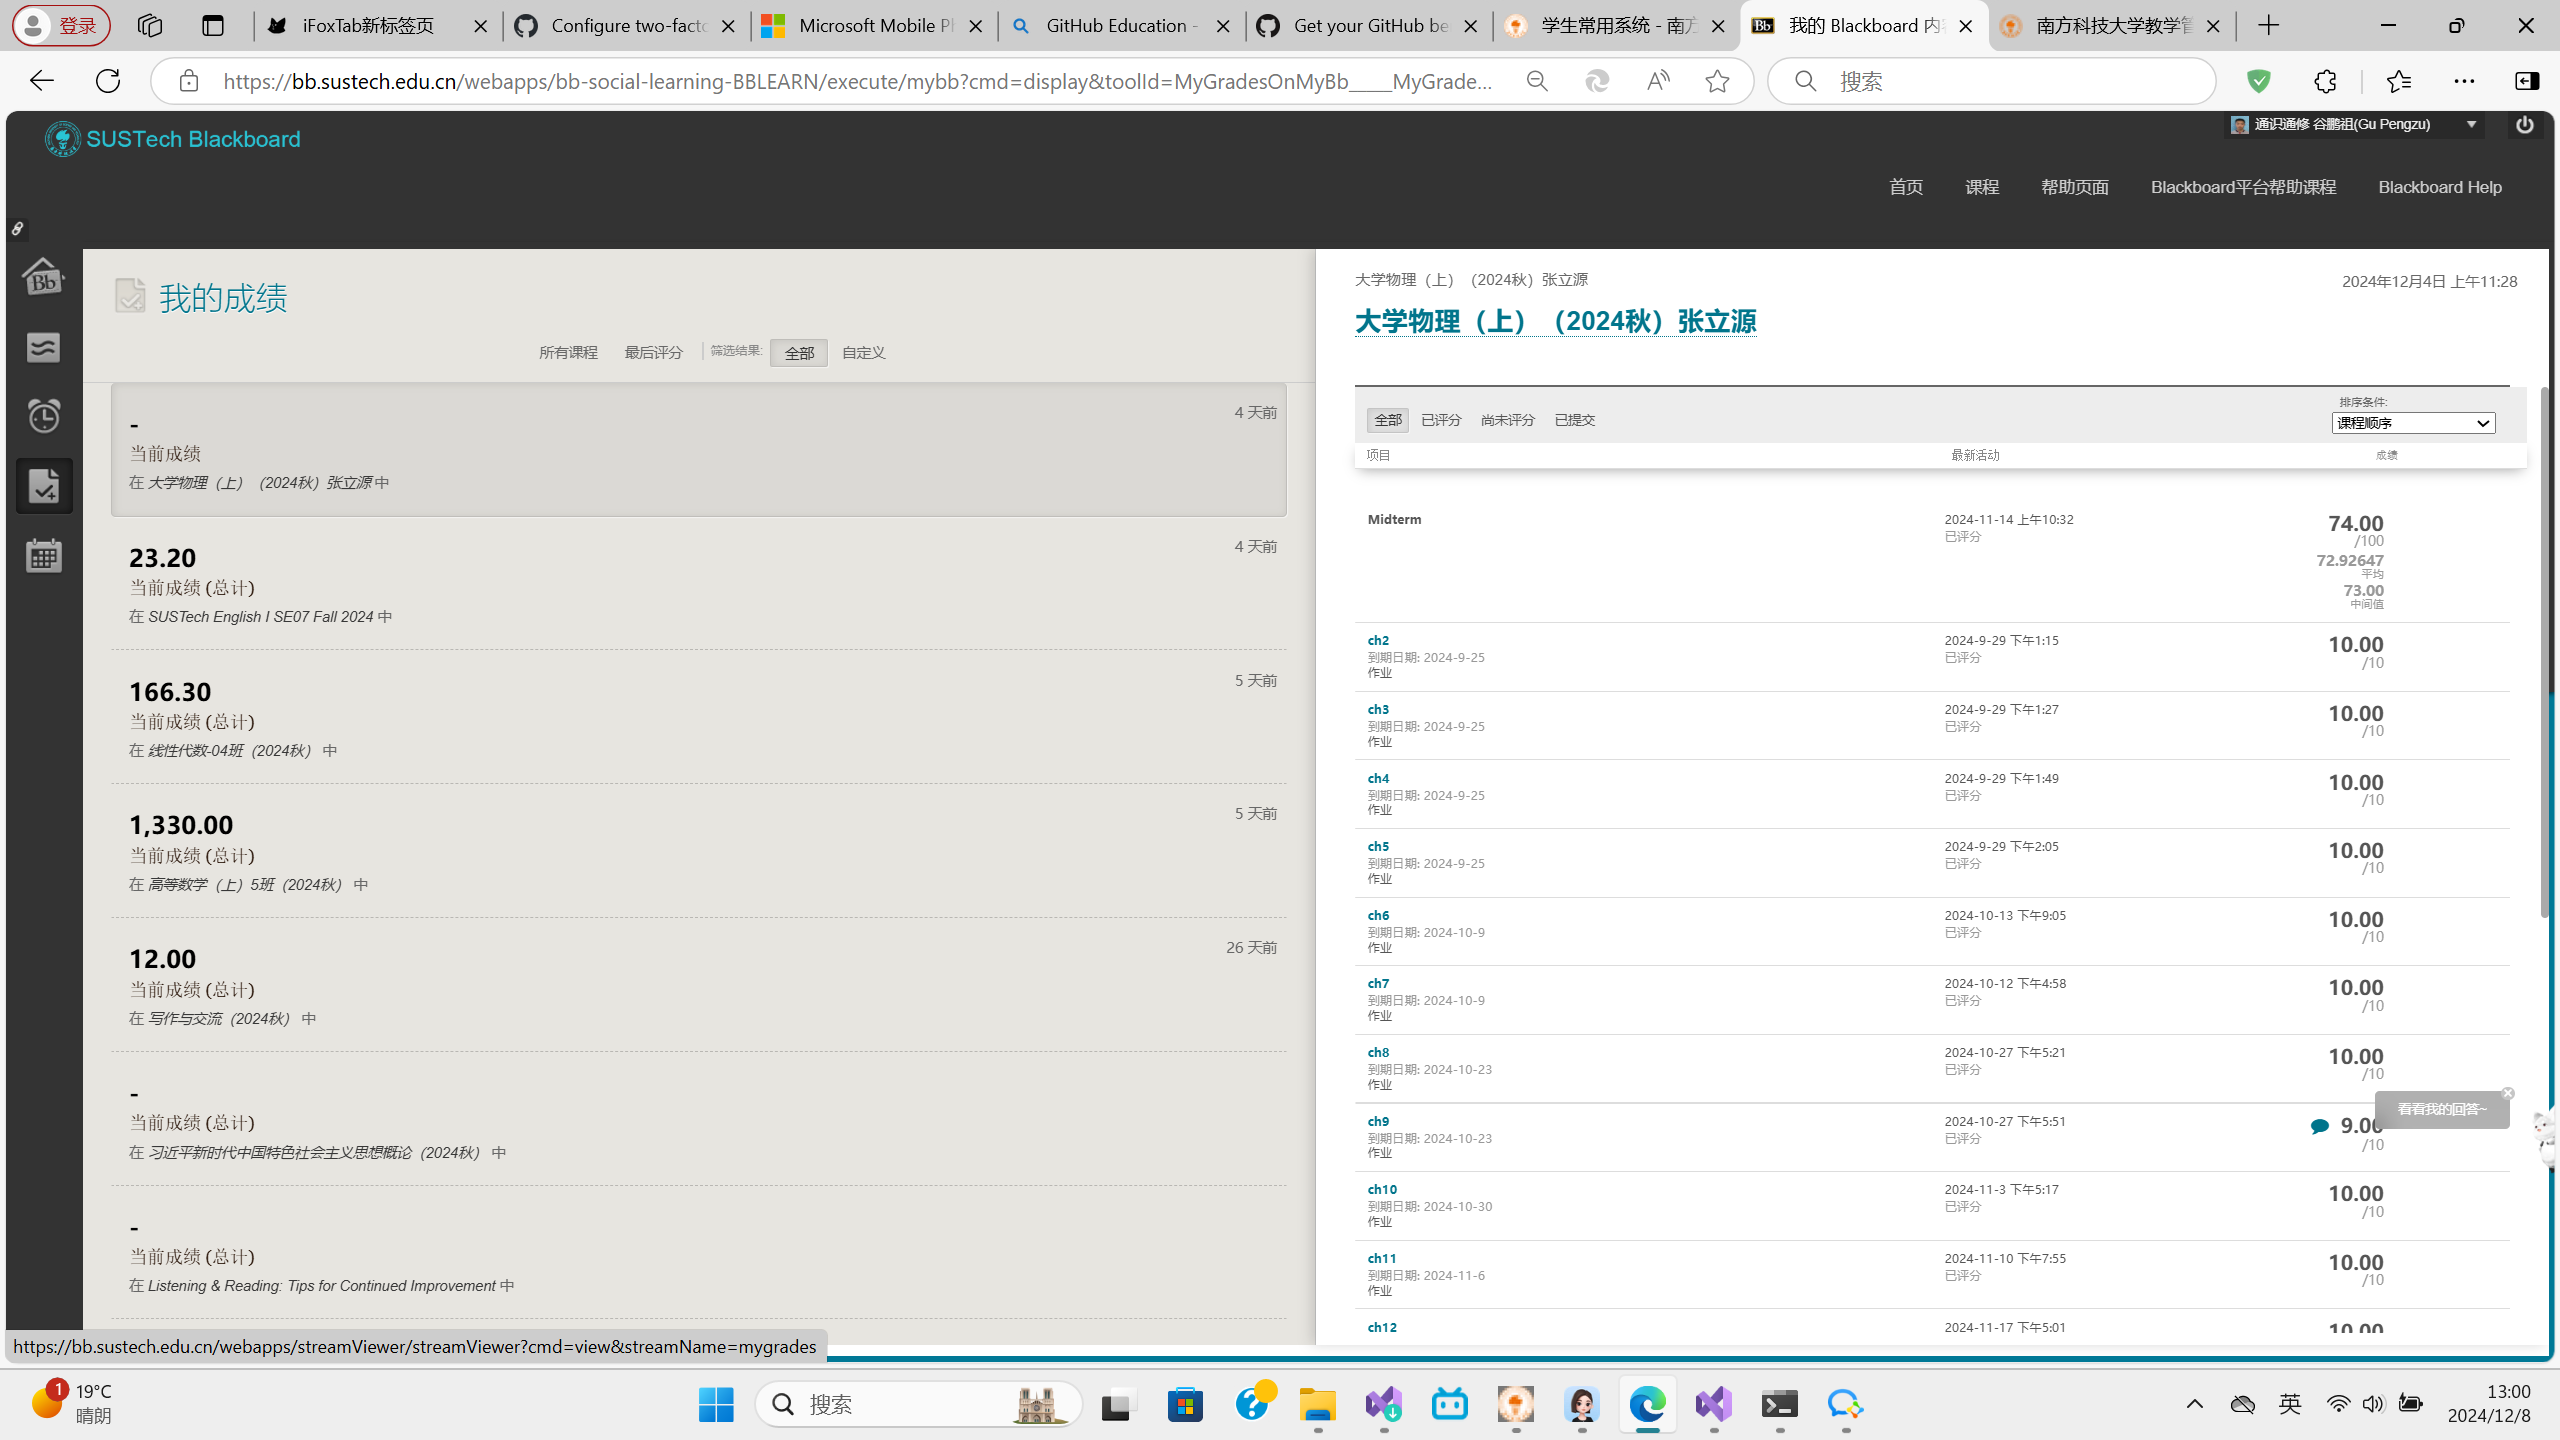 登录
iFoxTab新标签页
Configure two-facto
Microsoft Mobile Ph
GitHub Education -
Get your GitHub be
学生常用系统 - 南方
我的 Blackboard 内容
南方科技大学教学管
https://bb.sustech.edu.cn/webapps/bb-social-learning-BBLEARN/execute/mybb?cmd=display&toolId=MyGradesOnMyBb____MyGrade...
搜索
SUSTech Blackboard
通识通修 谷鹏祖(Gu Pengzu)
首页
课程
帮助页面
Blackboard平台帮助课程
Blackboard Help
我的成绩
所有课程
最后评分
筛选结果:
全部
自定义
-
4 天前
当前成绩
在 大学物理（上）（2024秋）张立源 中
23.20
4 天前
当前成绩 (总计)
在 SUSTech English I SE07 Fall 2024 中
166.30
5 天前
当前成绩 (总计)
在 线性代数-04班（2024秋） 中
1,330.00
5 天前
当前成绩 (总计)
在 高等数学（上）5班（2024秋） 中
12.00
26 天前
当前成绩 (总计)
在 写作与交流（2024秋） 中
-
当前成绩 (总计)
在 习近平新时代中国特色社会主义思想概论（2024秋） 中
-
当前成绩 (总计)
在 Listening & Reading: Tips for Continued Improvement 中
大学物理（上）（2024秋）张立源
2024年12月4日 上午11:28
大学物理（上）（2024秋）张立源
全部
已评分
尚未评分
已提交
排序条件:
课程顺序
项目
最新活动
成绩
Midterm
2024-11-14 上午10:32
已评分
74.00
/100
72.92647
平均
73.00
中间值
ch2
到期日期: 2024-9-25
作业
2024-9-29 下午1:15
已评分
10.00
/10
ch3
到期日期: 2024-9-25
作业
2024-9-29 下午1:27
已评分
10.00
/10
ch4
到期日期: 2024-9-25
作业
2024-9-29 下午1:49
已评分
10.00
/10
ch5
到期日期: 2024-9-25
作业
2024-9-29 下午2:05
已评分
10.00
/10
ch6
到期日期: 2024-10-9
作业
2024-10-13 下午9:05
已评分
10.00
/10
ch7
到期日期: 2024-10-9
作业
2024-10-12 下午4:58
已评分
10.00
/10
ch8
到期日期: 2024-10-23
作业
2024-10-27 下午5:21
已评分
10.00
/10
看看我的回答~
ch9
到期日期: 2024-10-23
作业
2024-10-27 下午5:51
已评分
9.00
/10
ch10
到期日期: 2024-10-30
作业
2024-11-3 下午5:17
已评分
10.00
/10
ch11
到期日期: 2024-11-6
作业
2024-11-10 下午7:55
已评分
10.00
/10
ch12
2024-11-17 下午5:01
10.00
https://bb.sustech.edu.cn/webapps/streamViewer/streamViewer?cmd=view&streamName=mygrades
1
19°C
晴朗
搜索
英
13:00
2024/12/8